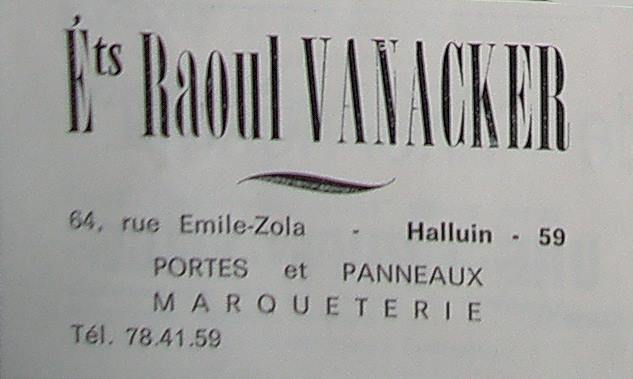 Éts Raoul VANACKER
64, rue Emile-Zola - Halluin - 59
PORTES et PANNEAUX
MARQUETERIE
Tél. 78.41.59